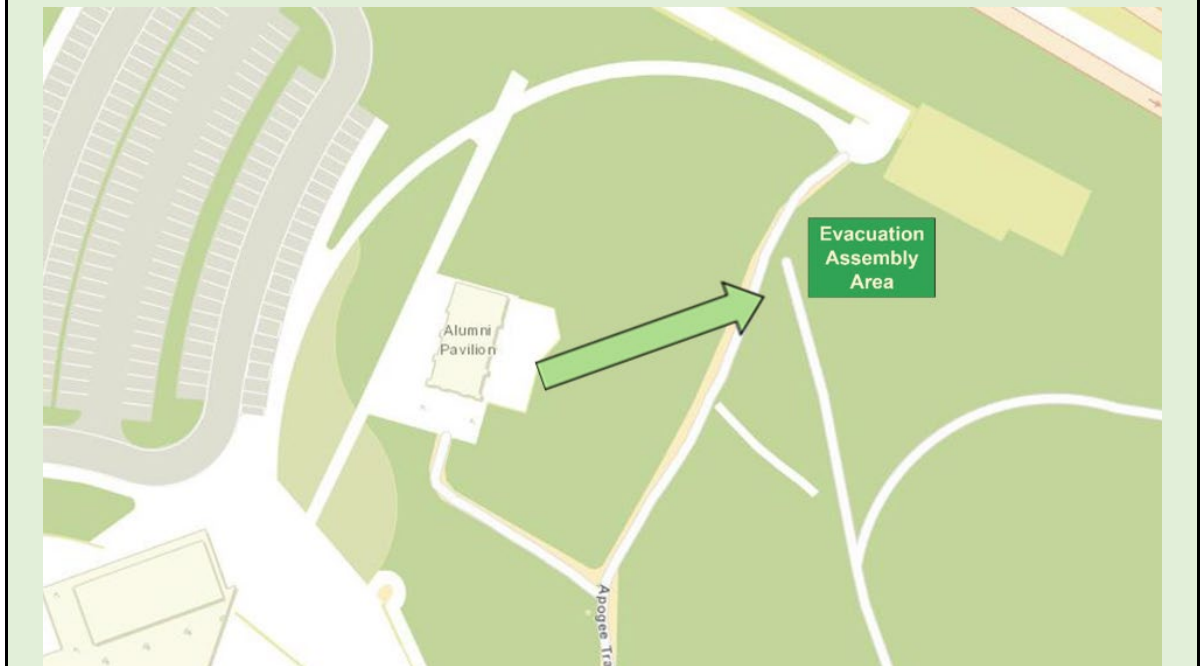 Evacuation
Assembly
Area
Alumni
Pavilion
Apogee Tra